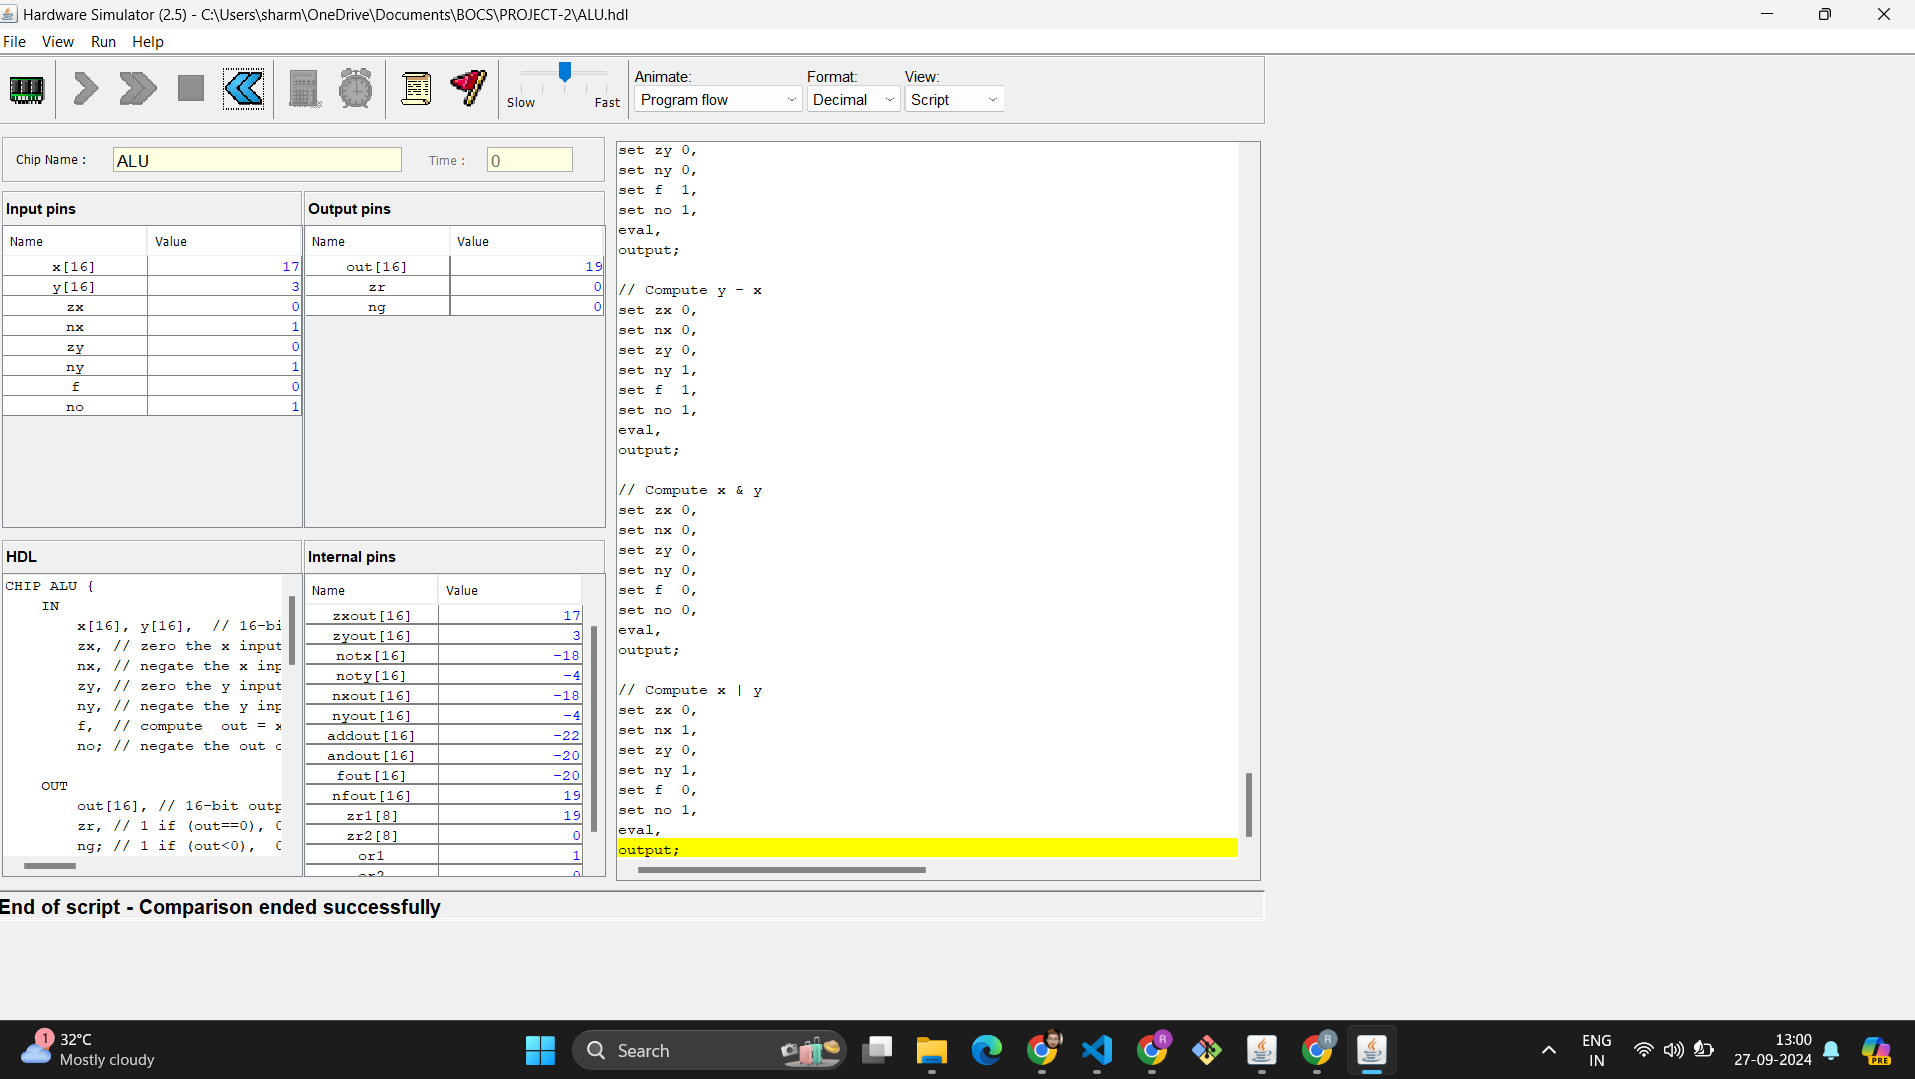 Hardware Simulator (2.5) - C:\Users\sharm\OneDrive\Documents\BOCS\PROJECT-2\ALU.hdl
File View Run Help
Slow Fast
Animate: Format: View:
Program flow Decimal Script
Chip Name : ALU Time : 0
Input pins
Name Value
x[16] 17
y[16] 3
zx 0
nx 1
zy 0
ny 1
f 0
no 1
Output pins
Name Value
out[16] 19
zr 0
ng 0
HDL
CHIP ALU {
IN
x[16], y[16], // 16-bi
zx, // zero the x input
nx, // negate the x inp
zy, // zero the y input
ny, // negate the y inp
f, // compute out = x
no; // negate the out o
OUT
out[16], // 16-bit outp
zr, // 1 if (out==0), 0
ng; // 1 if (out<0), 0
Internal pins
Name Value
zxout[16] 17
zyout[16] 3
notx[16] -18
noty[16] -4
nxout[16] -18
nyout[16] -4
addout[16] -22
andout[16] -20
fout[16] -20
nfout[16] 19
zr1[8] 19
zr2[8] 0
or1 1
or2 0
set zy 0,
set ny 0,
set f 1,
set no 1,
eval,
output;
// Compute y - x
set zx 0,
set nx 0,
set zy 0,
set ny 1,
set f 1,
set no 1,
eval,
output;
// Compute x & y
set zx 0,
set nx 0,
set zy 0,
set ny 0,
set f 0,
set no 0,
eval,
output;
// Compute x | y
set zx 0,
set nx 1,
set zy 0,
set ny 1,
set f 0,
set no 1,
eval,
output;
End of script - Comparison ended successfully
1
32°C
Mostly cloudy
Search
R
R
ENG
IN
13:00
27-09-2024
PRE